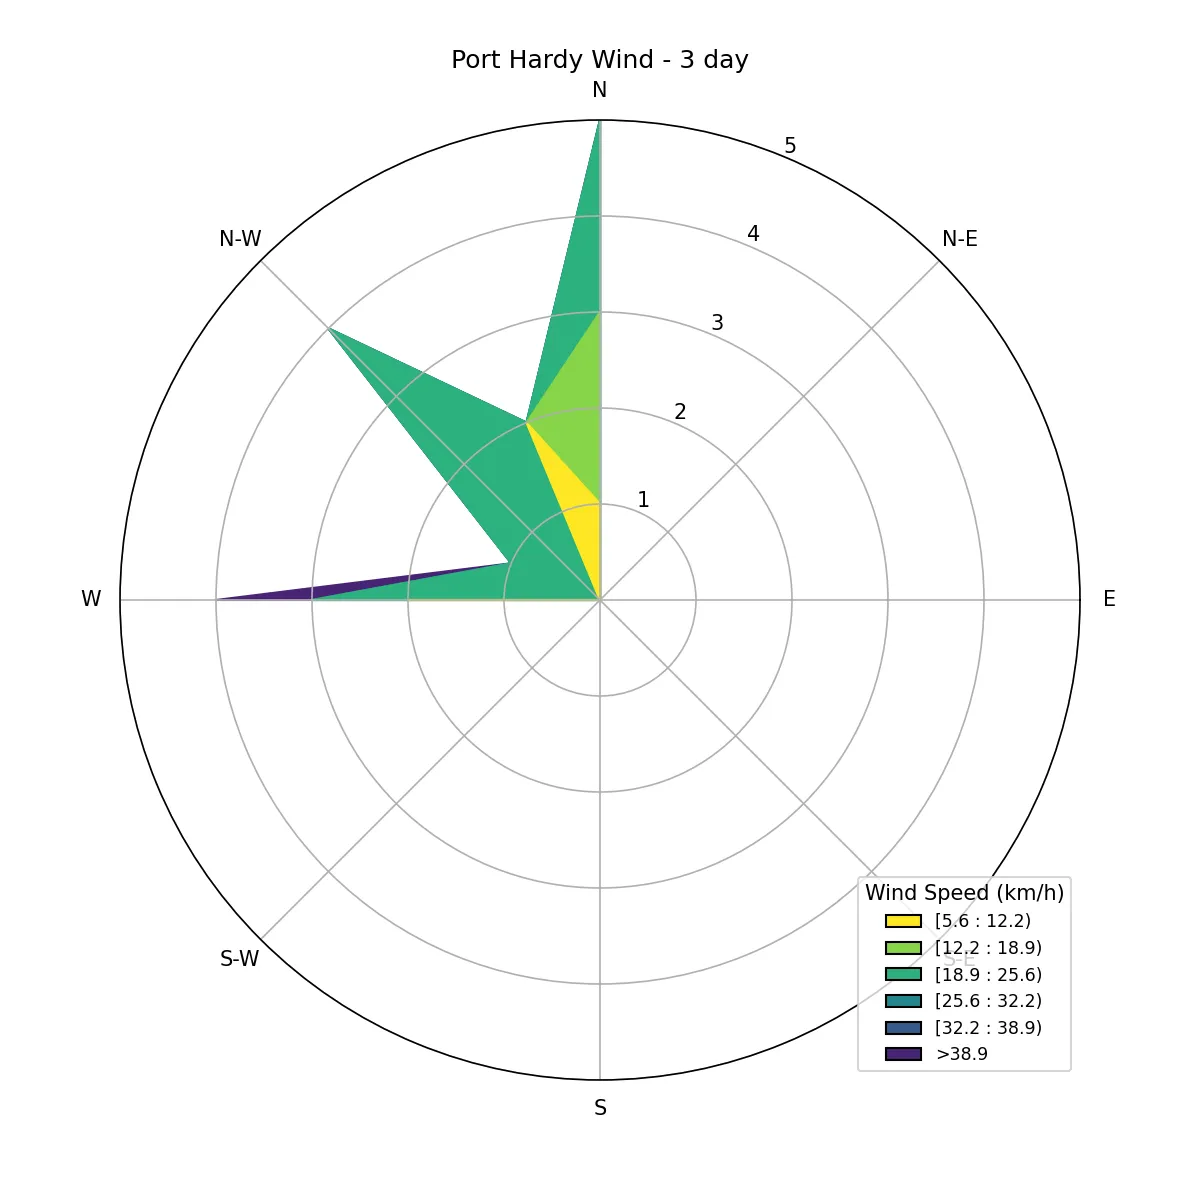 Port Hardy Wind - 3 day
N
5
N-W
4
N-E
3
2
1
W
E
S-W
S-E
Wind Speed (km/h)
[5.6 : 12.2)
[12.2 : 18.9)
[18.9 : 25.6)
[25.6 : 32.2)
[32.2 : 38.9)
>38.9
S